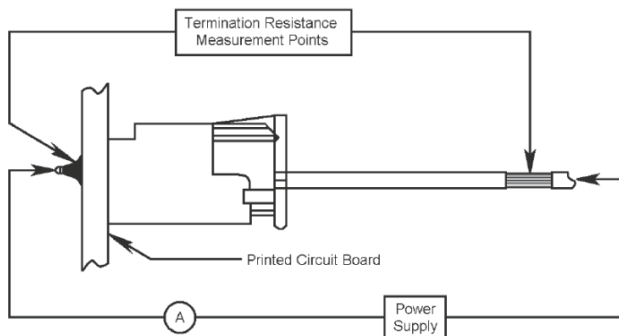 Termination Resistance
Measurement Points
Printed Circuit Board
A
Power
Supply